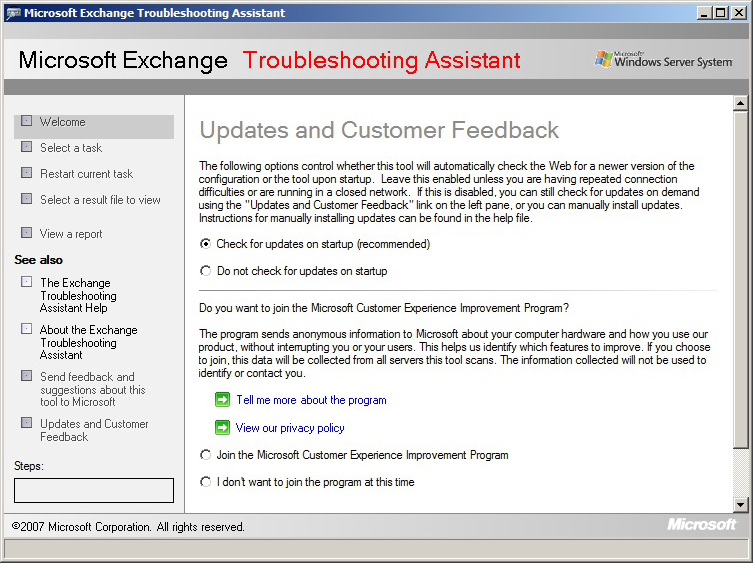 Microsoft Exchange Troubleshooting Assistant
Microsoft Exchange Troubleshooting Assistant
Microsoft
Windows Server System
Welcome
Select a task
Restart current task
Select a result file to view
View a report
See also
The Exchange
Troubleshooting
Assistant Help
About the Exchange
Troubleshooting
Assistant
Send feedback and
suggestions about this
tool to Microsoft
Updates and Customer
Feedback
Steps:
Updates and Customer Feedback
The following options control whether this tool will automatically check the Web for a newer version of the
configuration or the tool upon startup. Leave this enabled unless you are having repeated connection
difficulties or are running in a closed network. If this is disabled, you can still check for updates on demand
using the "Updates and Customer Feedback" link on the left pane, or you can manually install updates.
Instructions for manually installing updates can be found in the help file.
Check for updates on startup (recommended)
Do not check for updates on startup
Do you want to join the Microsoft Customer Experience Improvement Program?
The program sends anonymous information to Microsoft about your computer hardware and how you use our
product, without interrupting you or your users. This helps us identify which features to improve. If you choose
to join, this data will be collected from all servers this tool scans. The information collected will not be used to
identify or contact you.
Tell me more about the program
View our privacy policy
Join the Microsoft Customer Experience Improvement Program
I don't want to join the program at this time
©2007 Microsoft Corporation. All rights reserved.
Microsoft